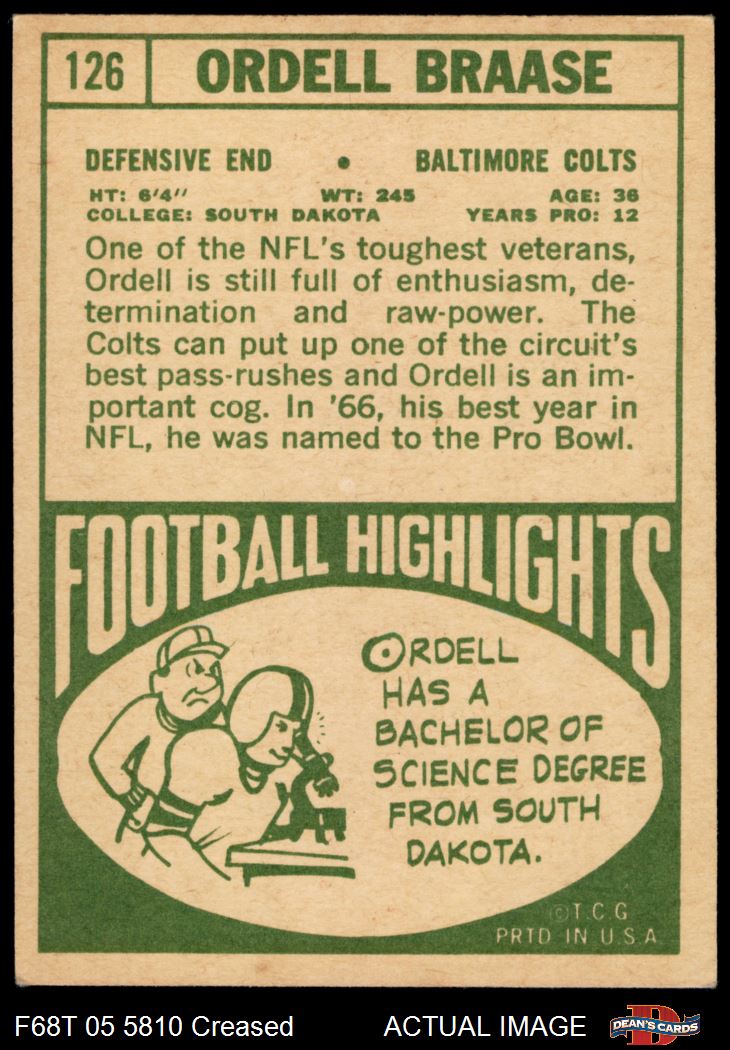 126 ORDELL BRAASE
DEFENSIVE END • BALTIMORE COLTS
HT: 6'4" WT: 245 AGE: 36
COLLEGE: SOUTH DAKOTA YEARS PRO: 12
One of the NFL's toughest veterans,
Ordell is still full of enthusiasm, de-
termination and raw-power. The
Colts can put up one of the circuit's
best pass-rushes and Ordell is an im-
portant cog. In '66, his best year in
NFL, he was named to the Pro Bowl.
FOOTBALL HIGHLIGHTS
ORDELL
HAS A
BACHELOR OF
SCIENCE DEGREE
FROM SOUTH
DAKOTA.
©T.C.G
PRTD IN U.S.A.
F68T 05 5810 Creased ACTUAL IMAGE DEAN'S CARDS